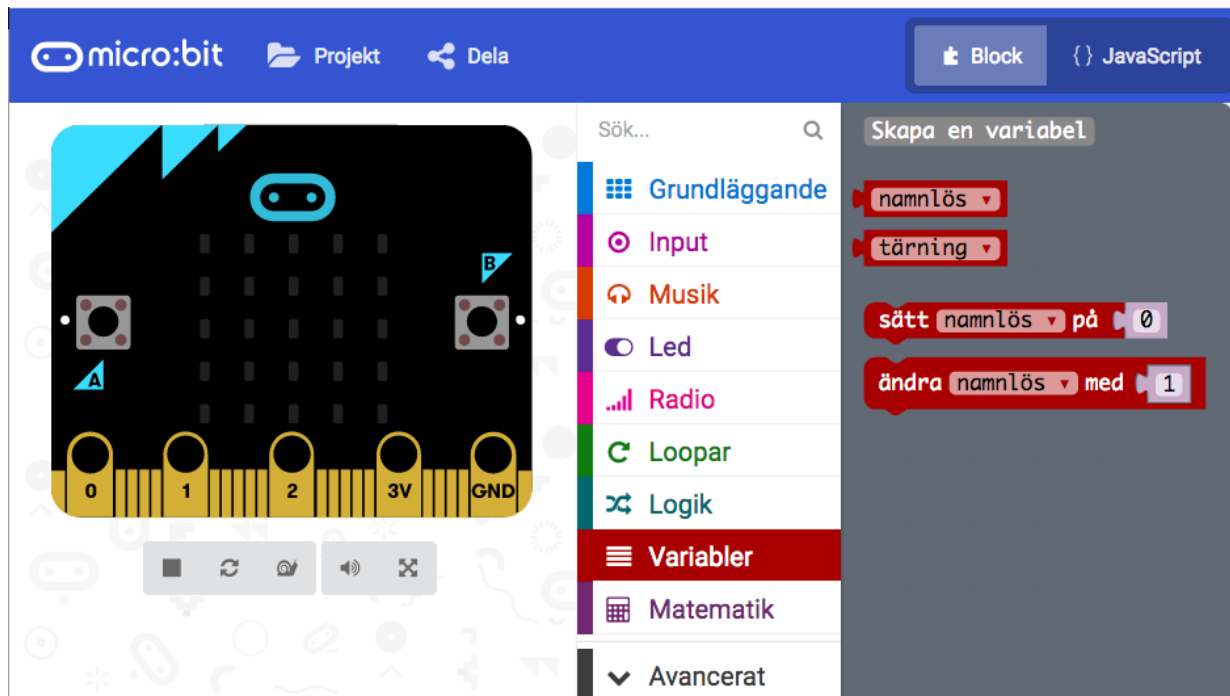 micro:bit Projekt Dela Block {} JavaScript
Sök...
Grundläggande
Input
Musik
Led
Radio
Loopar
Logik
Variabler
Matematik
Avancerat
Skapa en variabel
namnlös
tärning
sätt namnlös på 0
ändra namnlös med 1
B
A
0 1 2 3V GND